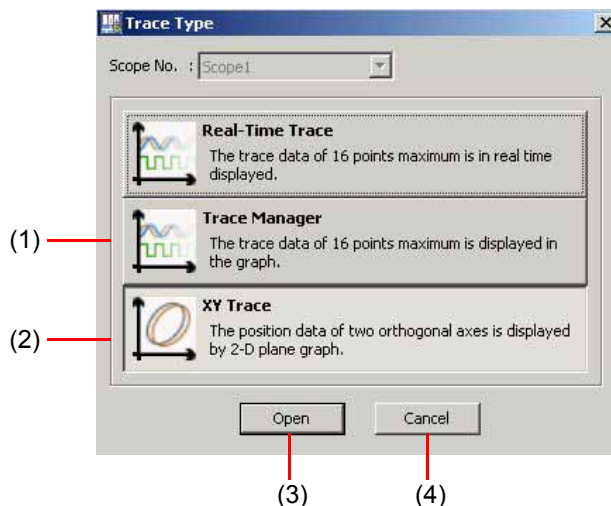 Trace Type
Scope No. : Scope1
Real-Time Trace
The trace data of 16 points maximum is in real time
displayed.
(1)
Trace Manager
The trace data of 16 points maximum is displayed in
the graph.
(2)
XY Trace
The position data of two orthogonal axes is displayed
by 2-D plane graph.
Open Cancel
(3) (4)